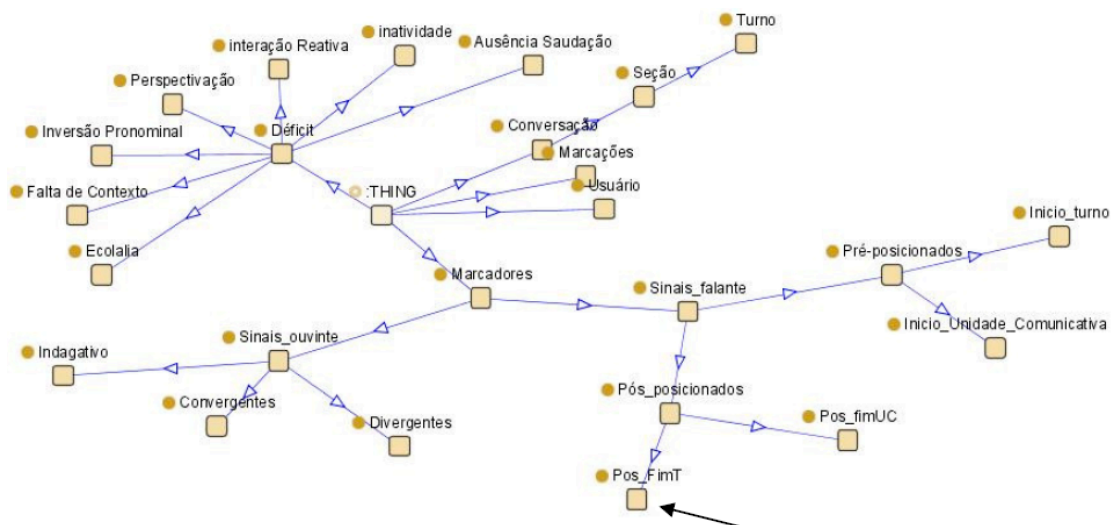 Turno
inatividade
interação Reativa
Ausência Saudação
Seção
Perspectivação
Conversação
Inversão Pronominal
Déficit
Marcações
Usuário
Falta de Contexto
:THING
Inicio_turno
Ecolalia
Pré-posicionados
Marcadores
Sinais_falante
Inicio_Unidade_Comunicativa
Sinais_ouvinte
Indagativo
Pós_posicionados
Convergentes
Divergentes
Pos_fimUC
Pos_FimT